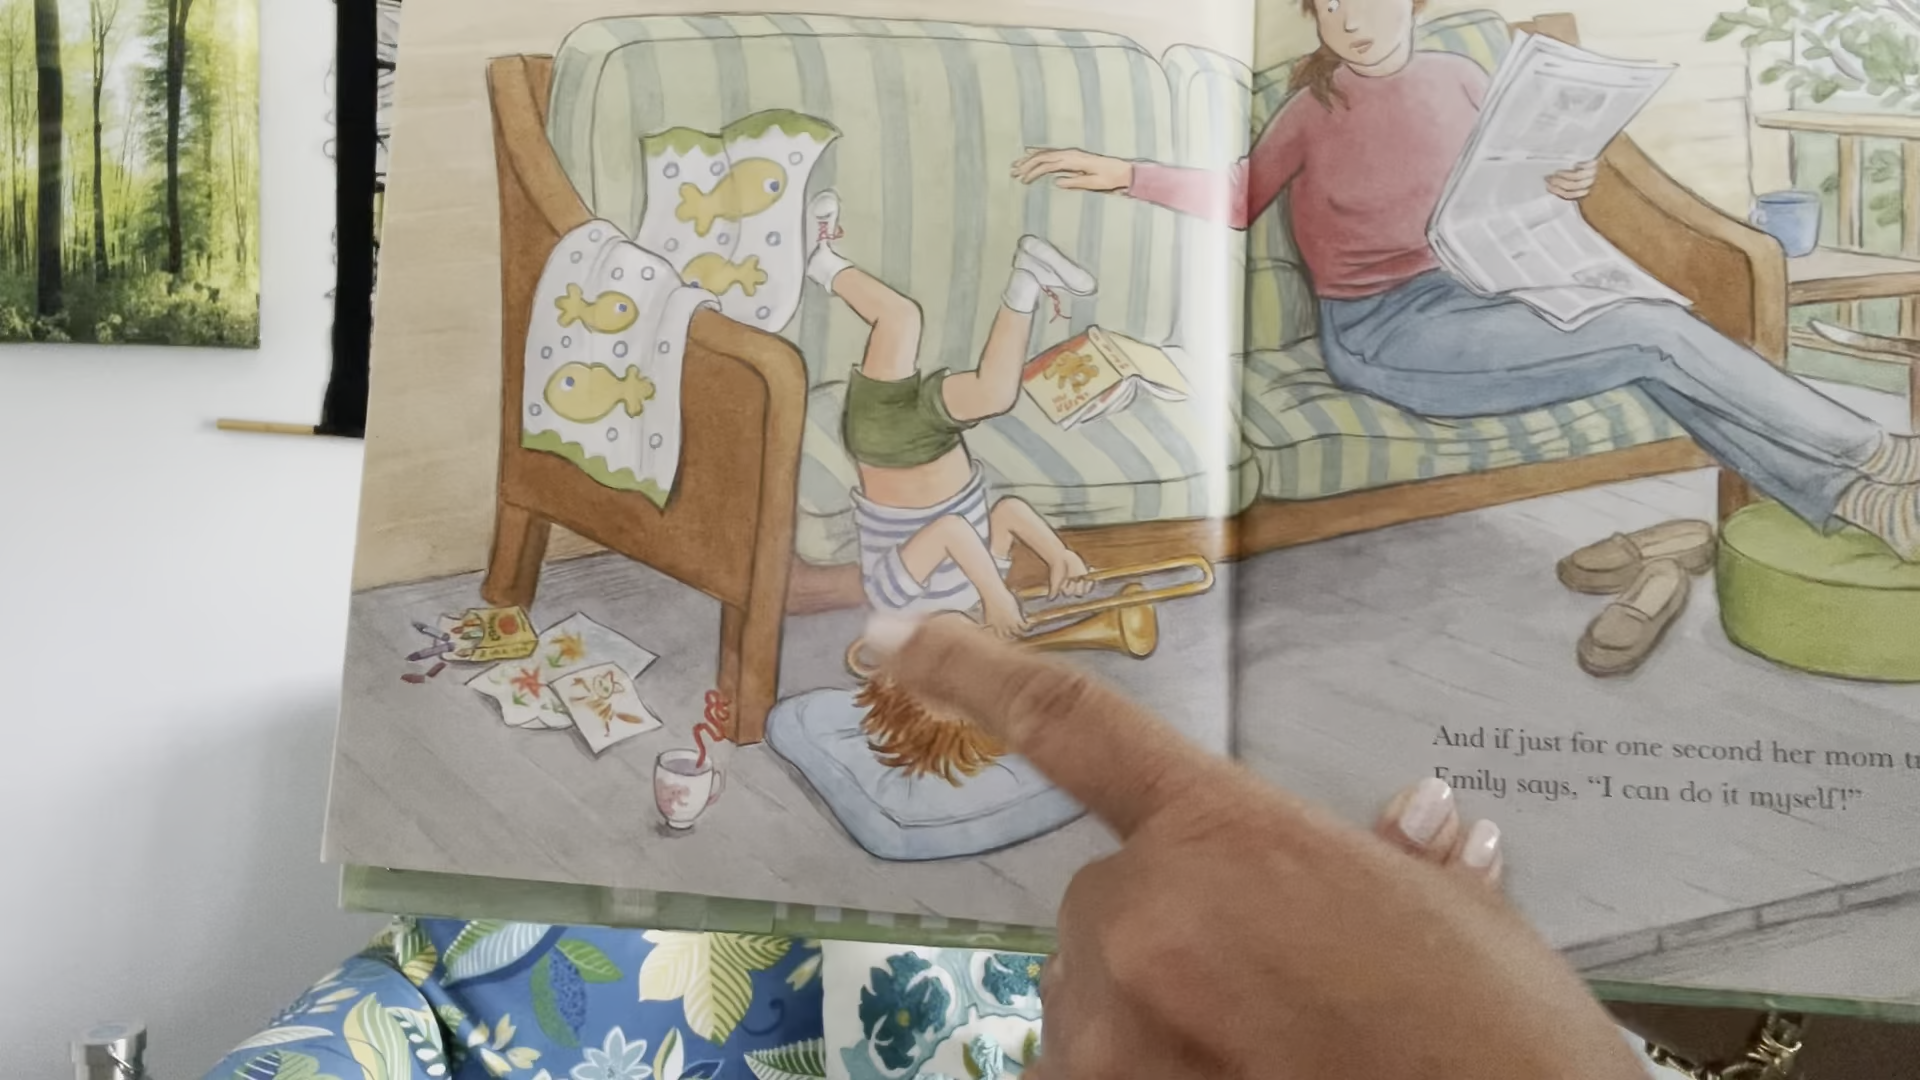 And if just for one second her mom t
Emily says, “I can do it myself!”